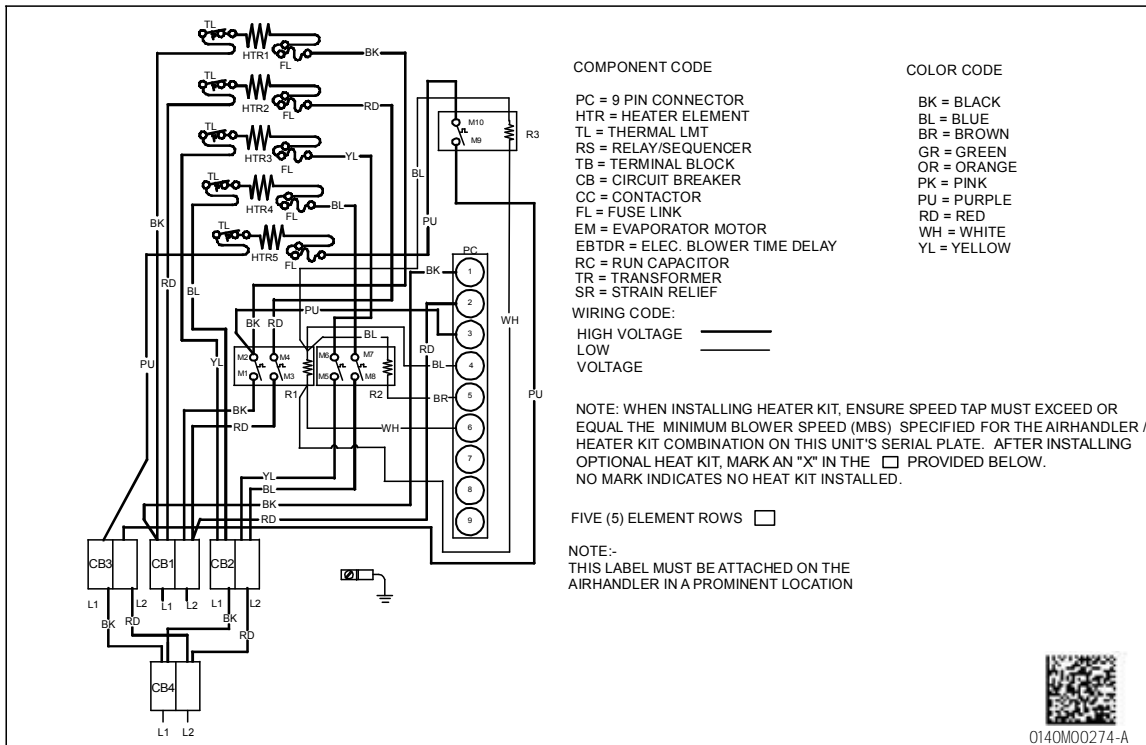 TL
HTR1
FL
BK
TL
HTR2
FL
RD
TL
HTR3
FL
YL
TL
HTR4
FL
BL
TL
HTR5
FL
M10
M9
R3
BL
PU
BK
RD
BL
YL
PU
BK
RD
PU
M2
M4
M1
M3
R1
M6
M7
M5
M8
R2
BL
BK
RD
BL
BR
WH
WH
PU
PC
1
2
3
4
5
6
7
8
9
BK
RD
YL
BL
BK
RD
CB3
CB1
CB2
L1
L2
L1
L2
L1
L2
BK
RD
BK
RD
CB4
L1
L2
COMPONENT CODE
PC = 9 PIN CONNECTOR
HTR = HEATER ELEMENT
TL = THERMAL LMT
RS = RELAY/SEQUENCER
TB = TERMINAL BLOCK
CB = CIRCUIT BREAKER
CC = CONTACTOR
FL = FUSE LINK
EM = EVAPORATOR MOTOR
EBTDR = ELEC. BLOWER TIME DELAY
RC = RUN CAPACITOR
TR = TRANSFORMER
SR = STRAIN RELIEF
WIRING CODE:
HIGH VOLTAGE
LOW
VOLTAGE
COLOR CODE
BK = BLACK
BL = BLUE
BR = BROWN
GR = GREEN
OR = ORANGE
PK = PINK
PU = PURPLE
RD = RED
WH = WHITE
YL = YELLOW
NOTE: WHEN INSTALLING HEATER KIT, ENSURE SPEED TAP MUST EXCEED OR
EQUAL THE MINIMUM BLOWER SPEED (MBS) SPECIFIED FOR THE AIRHANDLER /
HEATER KIT COMBINATION ON THIS UNIT'S SERIAL PLATE. AFTER INSTALLING
OPTIONAL HEAT KIT, MARK AN "X" IN THE PROVIDED BELOW.
NO MARK INDICATES NO HEAT KIT INSTALLED.
FIVE (5) ELEMENT ROWS
NOTE:-
THIS LABEL MUST BE ATTACHED ON THE
AIRHANDLER IN A PROMINENT LOCATION
0140M00274-A